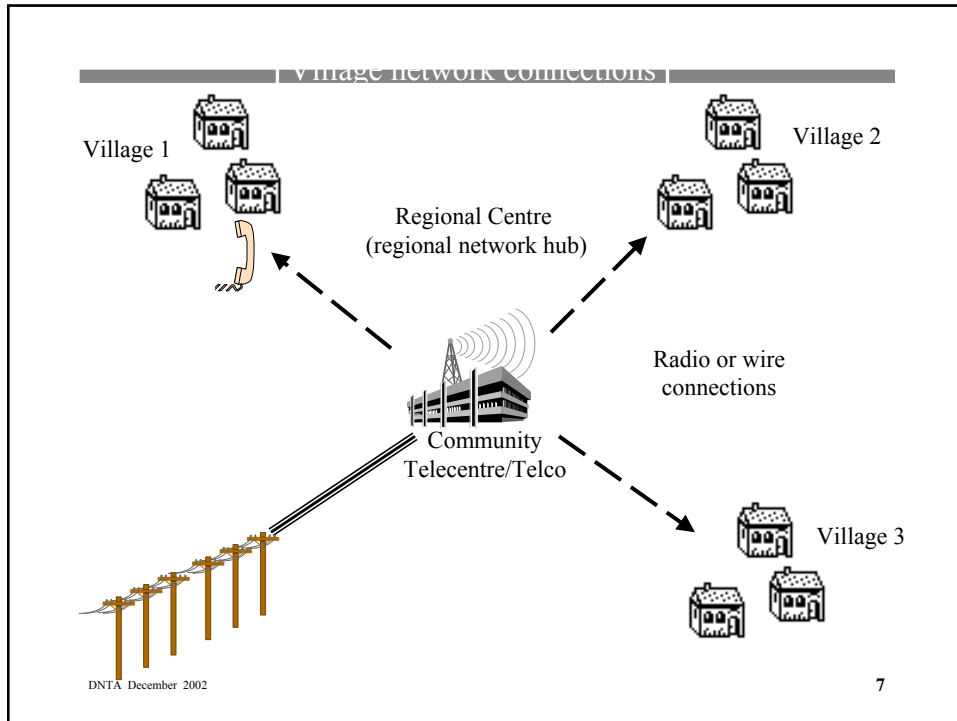 Village network connections
Village 1
Village 2
Regional Centre
(regional network hub)
Radio or wire
connections
Community
Telecentre/Telco
Village 3
DNTA December 2002
7